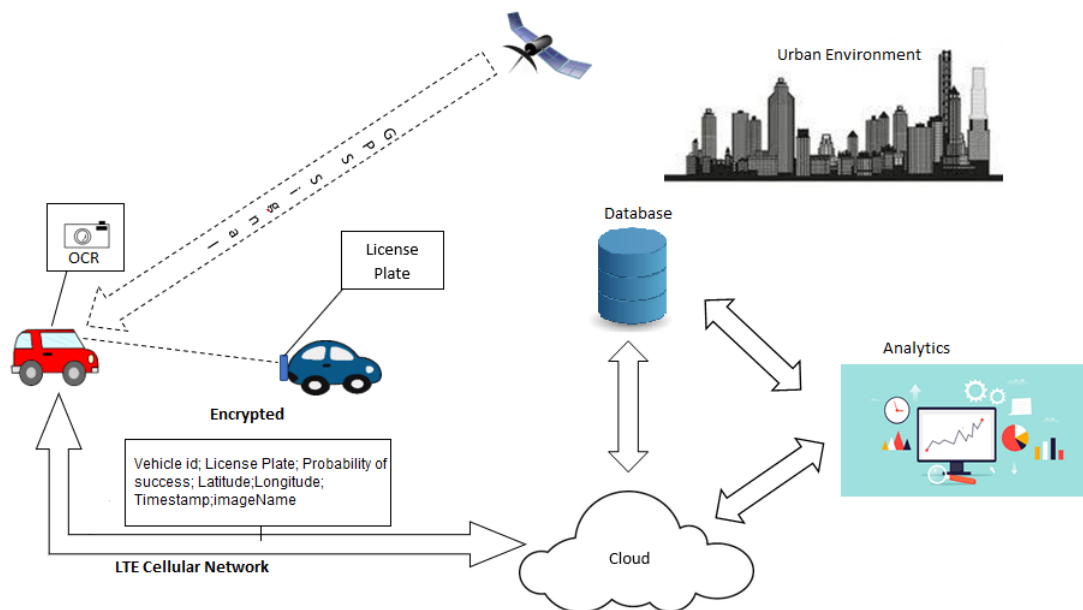 Urban Environment
GPS Signal
Database
OCR
License
Plate
Analytics
Encrypted
Vehicle id; License Plate; Probability of
success; Latitude;Longitude;
Timestamp;imageName
Cloud
LTE Cellular Network